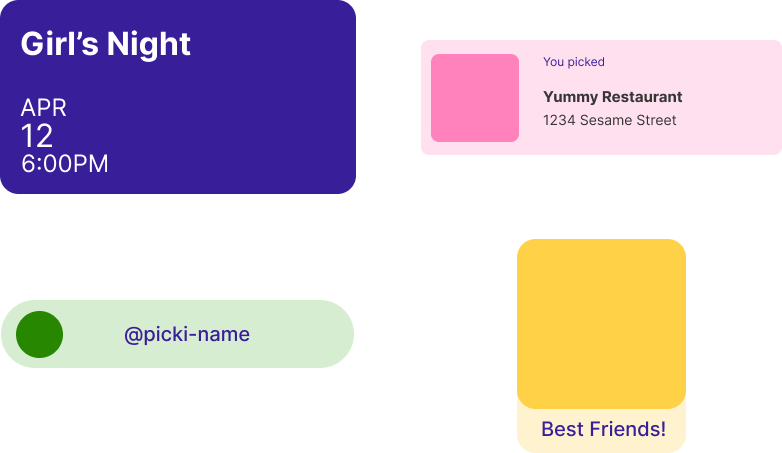 Girl’s Night
APR
12
6:00PM
You picked
Yummy Restaurant
1234 Sesame Street
@picki-name
Best Friends!